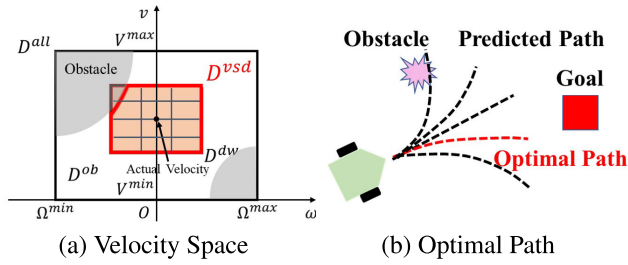 v
D^{all}
V^{max}
Obstacle
D^{vsd}
D^{dw}
Actual Velocity
D^{ob}
V^{min}
Ω^{min}
O
Ω^{max}
ω
(a) Velocity Space
Obstacle
Predicted Path
Goal
Optimal Path
(b) Optimal Path